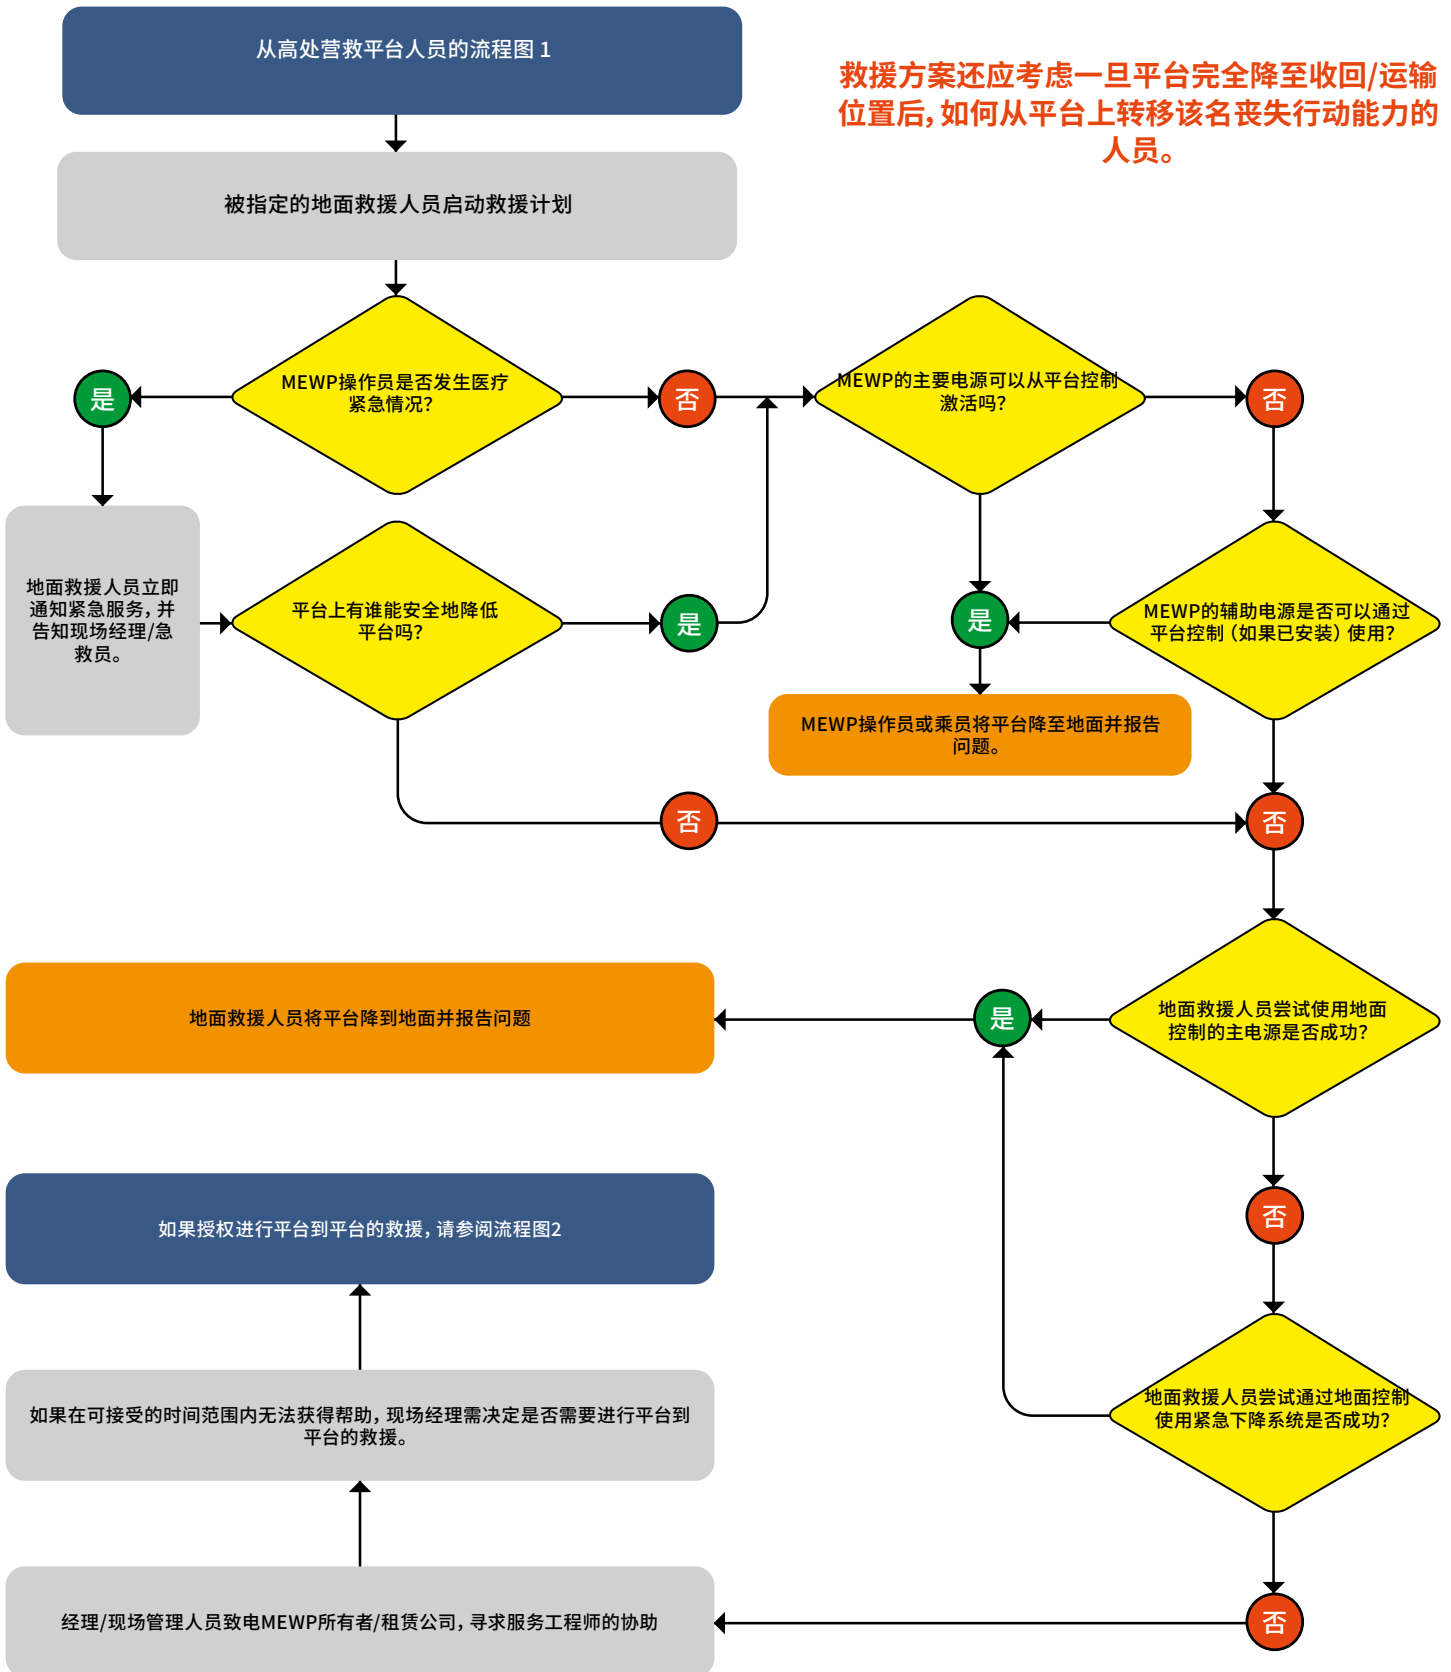 从高处营救平台人员的流程图 1
救援方案还应考虑一旦平台完全降至收回/运输
位置后，如何从平台上转移该名丧失行动能力的
人员。
被指定的地面救援人员启动救援计划
MEWP操作员是否发生医疗
紧急情况？
是
否
MEWP的主要电源可以从平台控制
激活吗？
否
地面救援人员立即
通知紧急服务，并
告知现场经理/急
救员。
平台上有谁能安全地降低
平台吗？
是
是
MEWP的辅助电源是否可以通过
平台控制（如果已安装）使用？
MEWP操作员或乘员将平台降至地面并报告
问题。
否
否
地面救援人员将平台降到地面并报告问题
是
地面救援人员尝试使用地面
控制的主电源是否成功？
否
如果授权进行平台到平台的救援，请参阅流程图2
如果在可接受的时间范围内无法获得帮助，现场经理需决定是否需要进行平台到
平台的救援。
地面救援人员尝试通过地面控制
使用紧急下降系统是否成功？
经理/现场管理人员致电MEWP所有者/租赁公司，寻求服务工程师的协助
否